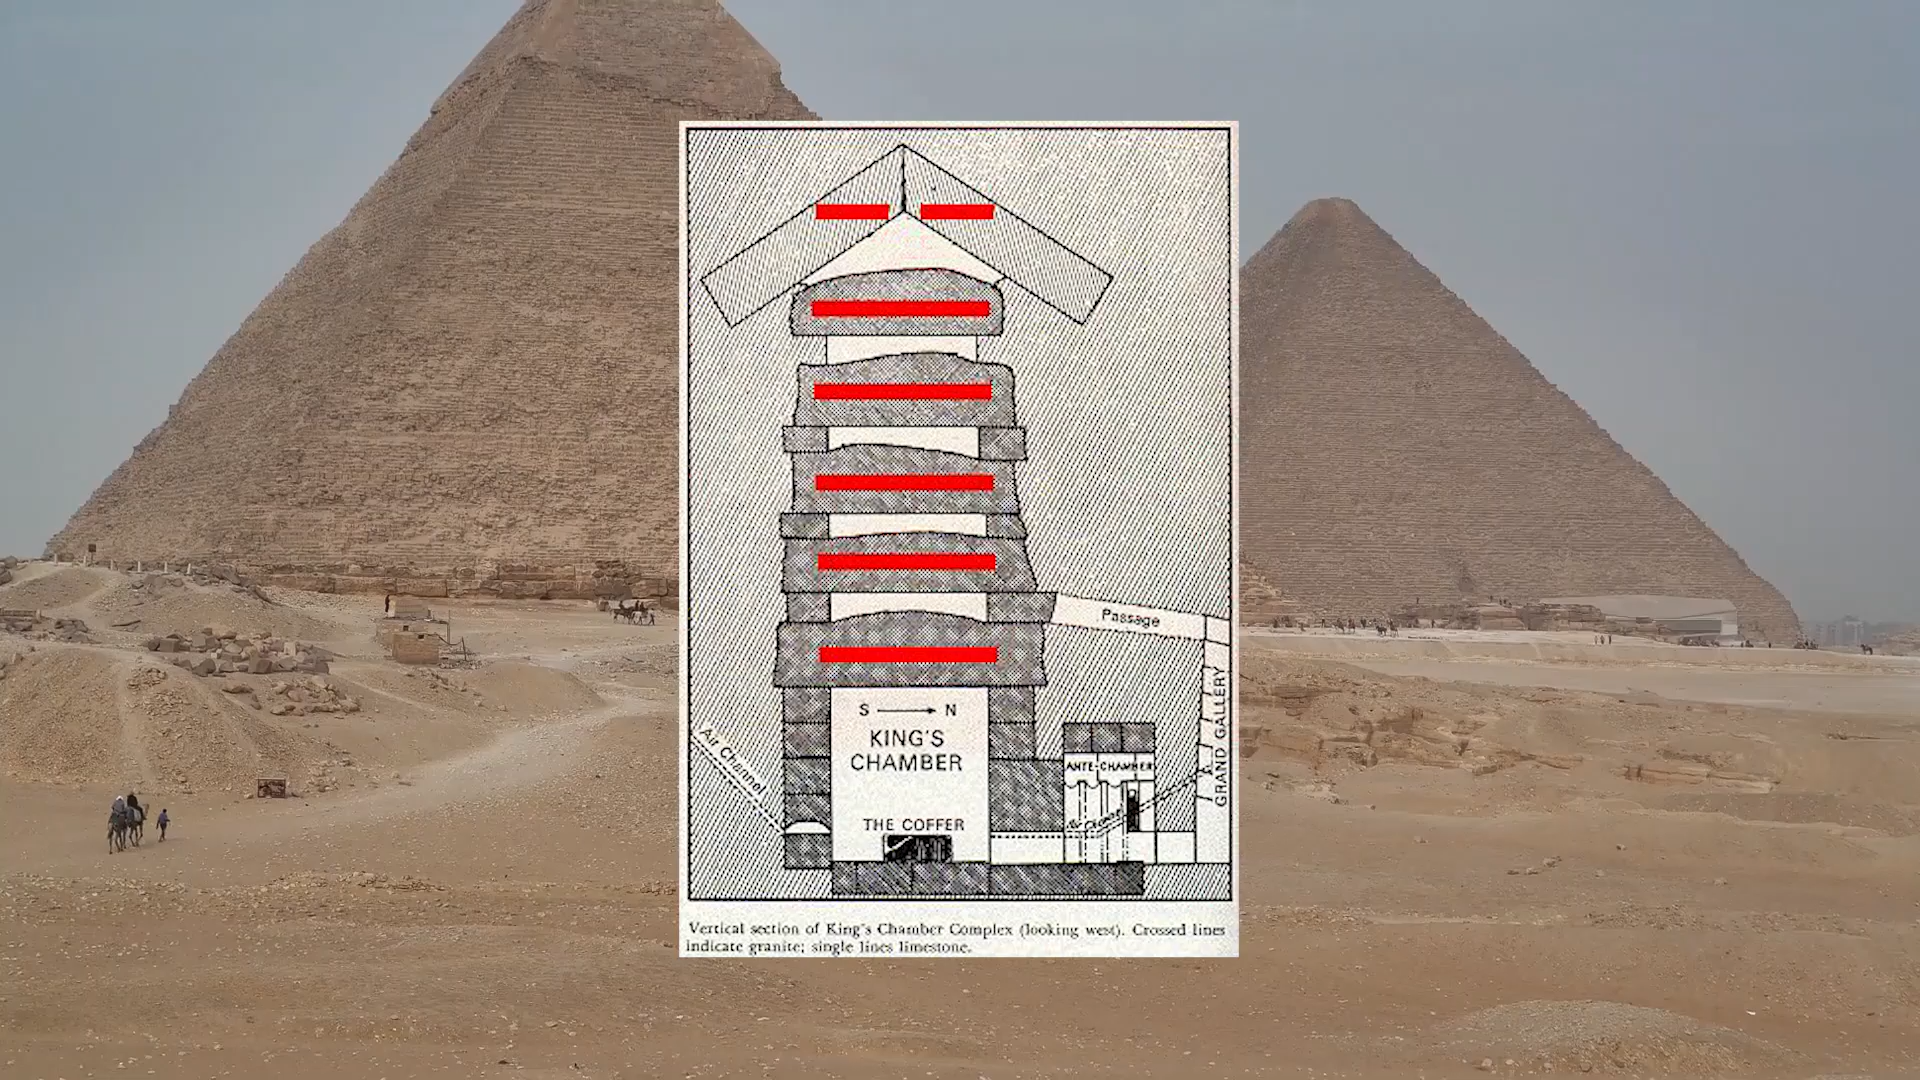 Passage
S N
KING'S
CHAMBER
Air Channel
GRAND GALLERY
ANTE-CHAMBER
THE COFFER
Vertical section of King's Chamber Complex (looking west). Crossed lines
indicate granite; single lines limestone.